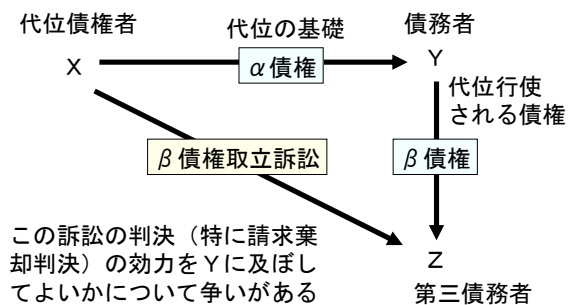 代位債権者
代位の基礎
債務者
X
α債権
Y
代位行使
される債権
β債権取立訴訟
β債権
この訴訟の判決（特に請求棄
却判決）の効力をYに及ぼし
てよいかについて争いがある
Z
第三債務者